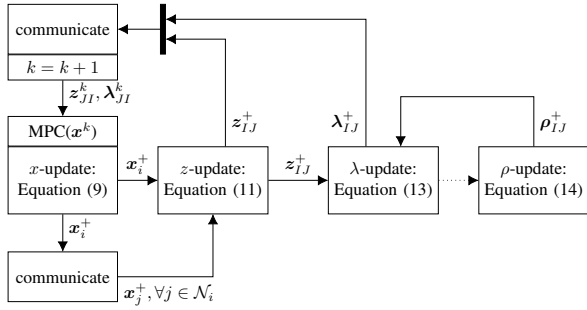 communicate
k = k + 1
z^k_{JI}, λ^k_{JI}
z^+_{IJ}
λ^+_{IJ}
ρ^+_{IJ}
MPC(x^k)
x-update:
Equation (9)
x^+_i
z-update:
Equation (11)
z^+_{IJ}
λ-update:
Equation (13)
ρ-update:
Equation (14)
x^+_i
communicate
x^+_j, ∀j ∈ N_i